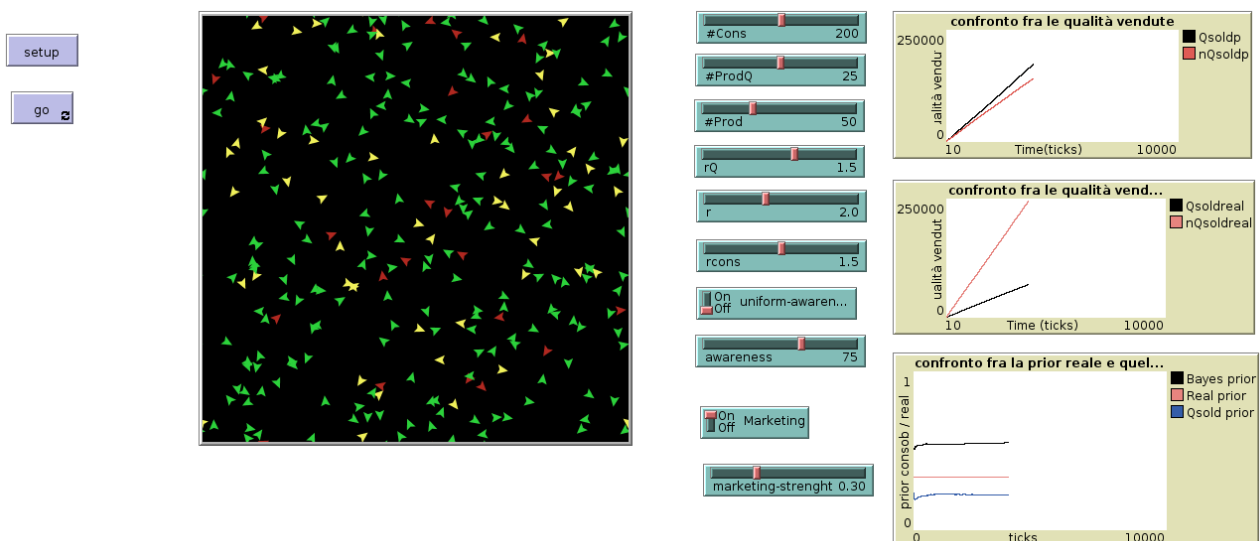 setup
go
#Cons 200
#ProdQ 25
#Prod 50
rQ 1.5
r 2.0
rcons 1.5
On
Off
uniform-awaren...
awareness 75
On
Off
Marketing
marketing-strenght 0.30
confronto fra le qualità vendute
250000
0
ualità vendur
10
Time(ticks)
10000
Qsoldp
nQsoldp
confronto fra le qualità vend...
250000
0
ualità vendut
10
Time (ticks)
10000
Qsoldreal
nQsoldreal
confronto fra la prior reale e quel...
1
0
prior consob / real
0
ticks
10000
Bayes prior
Real prior
Qsold prior